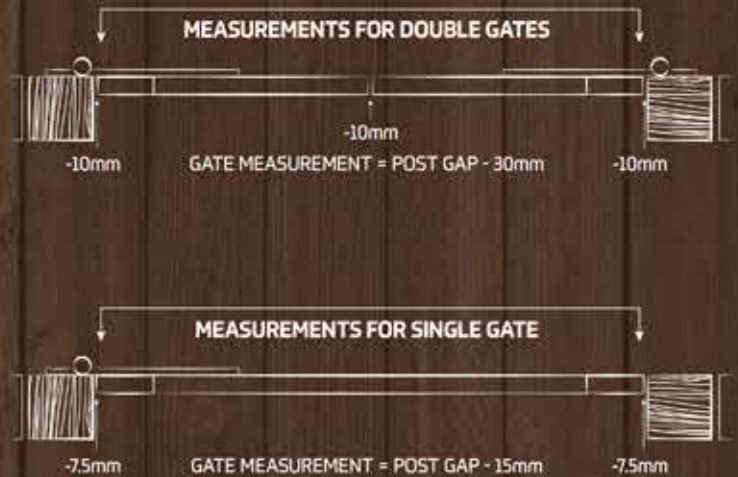 MEASUREMENTS FOR DOUBLE GATES
-10mm
-10mm GATE MEASUREMENT = POST GAP - 30mm -10mm
MEASUREMENTS FOR SINGLE GATE
-7.5mm GATE MEASUREMENT = POST GAP - 15mm -7.5mm